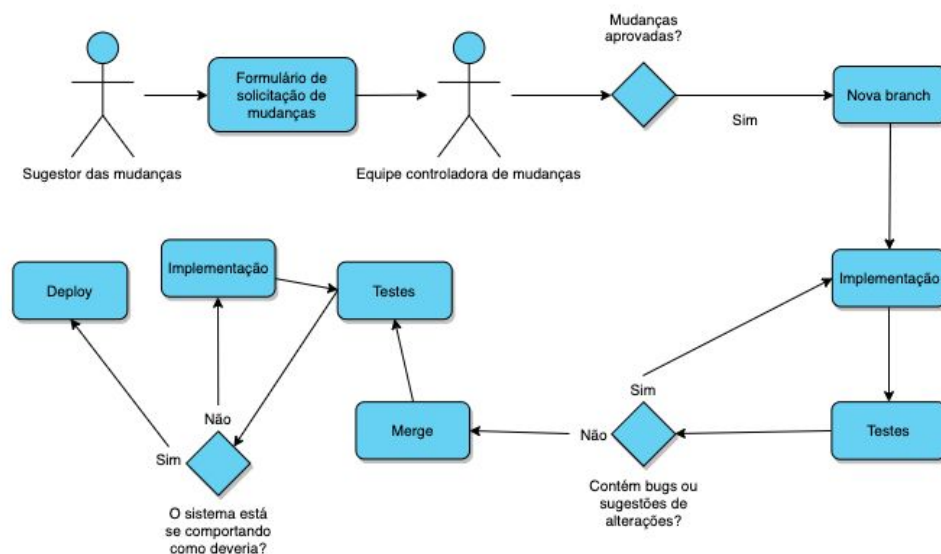 Mudanças
aprovadas?
Formulário de
solicitação de
mudanças
Nova branch
Sim
Sugestor das mudanças
Equipe controladora de mudanças
Implementação
Deploy
Testes
Implementação
Sim
Não
Merge
Não
Testes
Sim
Contém bugs ou
sugestões de
alterações?
O sistema está
se comportando
como deveria?